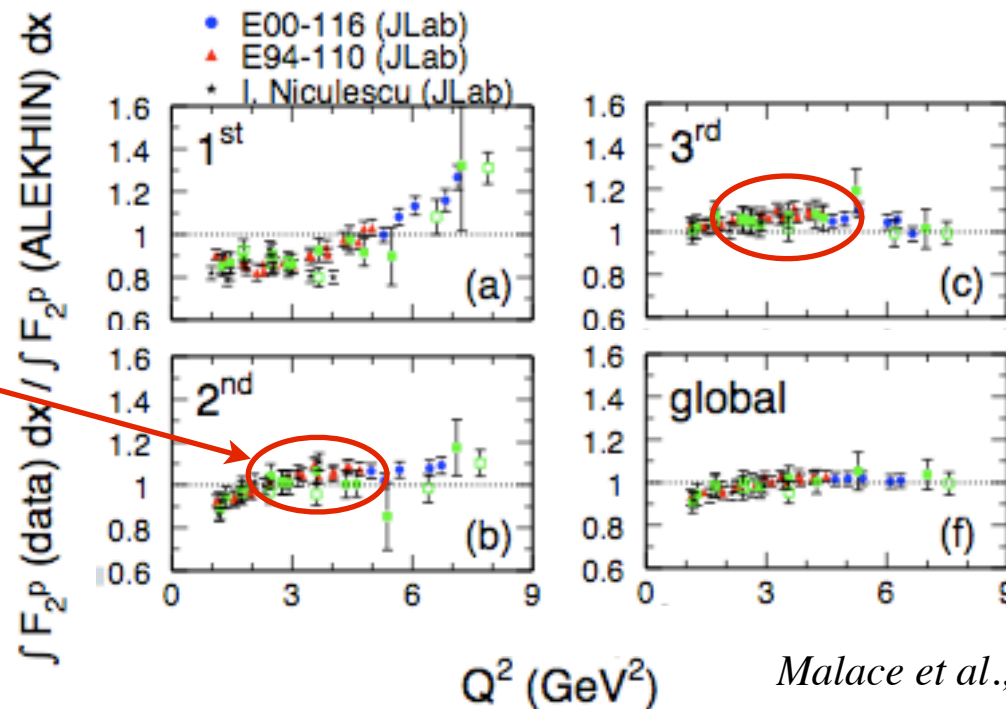 ∫ F₂ᵖ (data) dx / ∫ F₂ᵖ (ALEKHIN) dx
E00-116 (JLab)
E94-110 (JLab)
I. Niculescu (JLab)
1.6
1.4
1.2
1
0.8
0.6
1ˢᵗ
(a)
1.6
1.4
1.2
1
0.8
0.6
3ʳᵈ
(c)
1.6
1.4
1.2
1
0.8
0.6
2ⁿᵈ
(b)
0 3 6 9
1.6
1.4
1.2
1
0.8
0.6
global
(f)
0 3 6 9
Q² (GeV²)
Malace et al.,